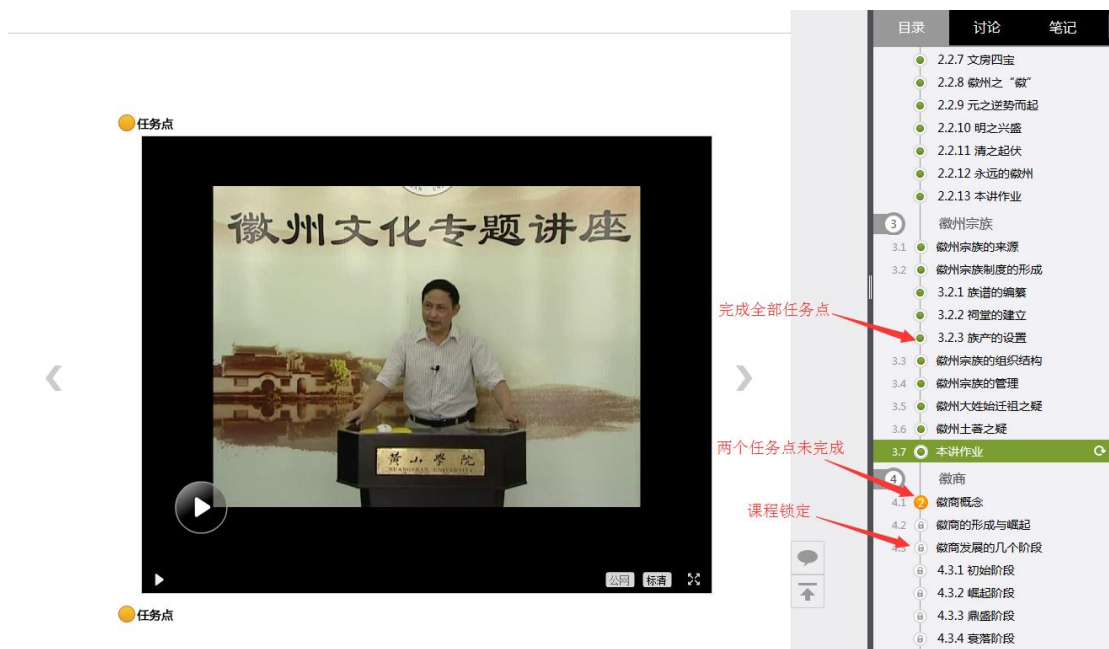 目录 讨论 笔记
2.2.7 文房四宝
2.2.8 徽州之“徽”
2.2.9 元之逆势而起
2.2.10 明之兴盛
2.2.11 清之起伏
2.2.12 永远的徽州
2.2.13 本讲作业
3 徽州宗族
3.1 徽州宗族的来源
3.2 徽州宗族制度的形成
3.2.1 族谱的编纂
3.2.2 祠堂的建立
3.2.3 族产的设置
3.3 徽州宗族的组织结构
3.4 徽州宗族的管理
3.5 徽州大姓始迁祖之疑
3.6 徽州土著之疑
3.7 本讲作业
4 徽商
4.1 2 徽商概念
4.2 徽商的形成与崛起
4.3 徽商发展的几个阶段
4.3.1 初始阶段
4.3.2 崛起阶段
4.3.3 鼎盛阶段
4.3.4 衰落阶段
完成全部任务点
两个任务点未完成
课程锁定
任务点
徽州文化专题讲座
黄山学院
HUANGSHAN UNIVERSITY
公网 标清
任务点